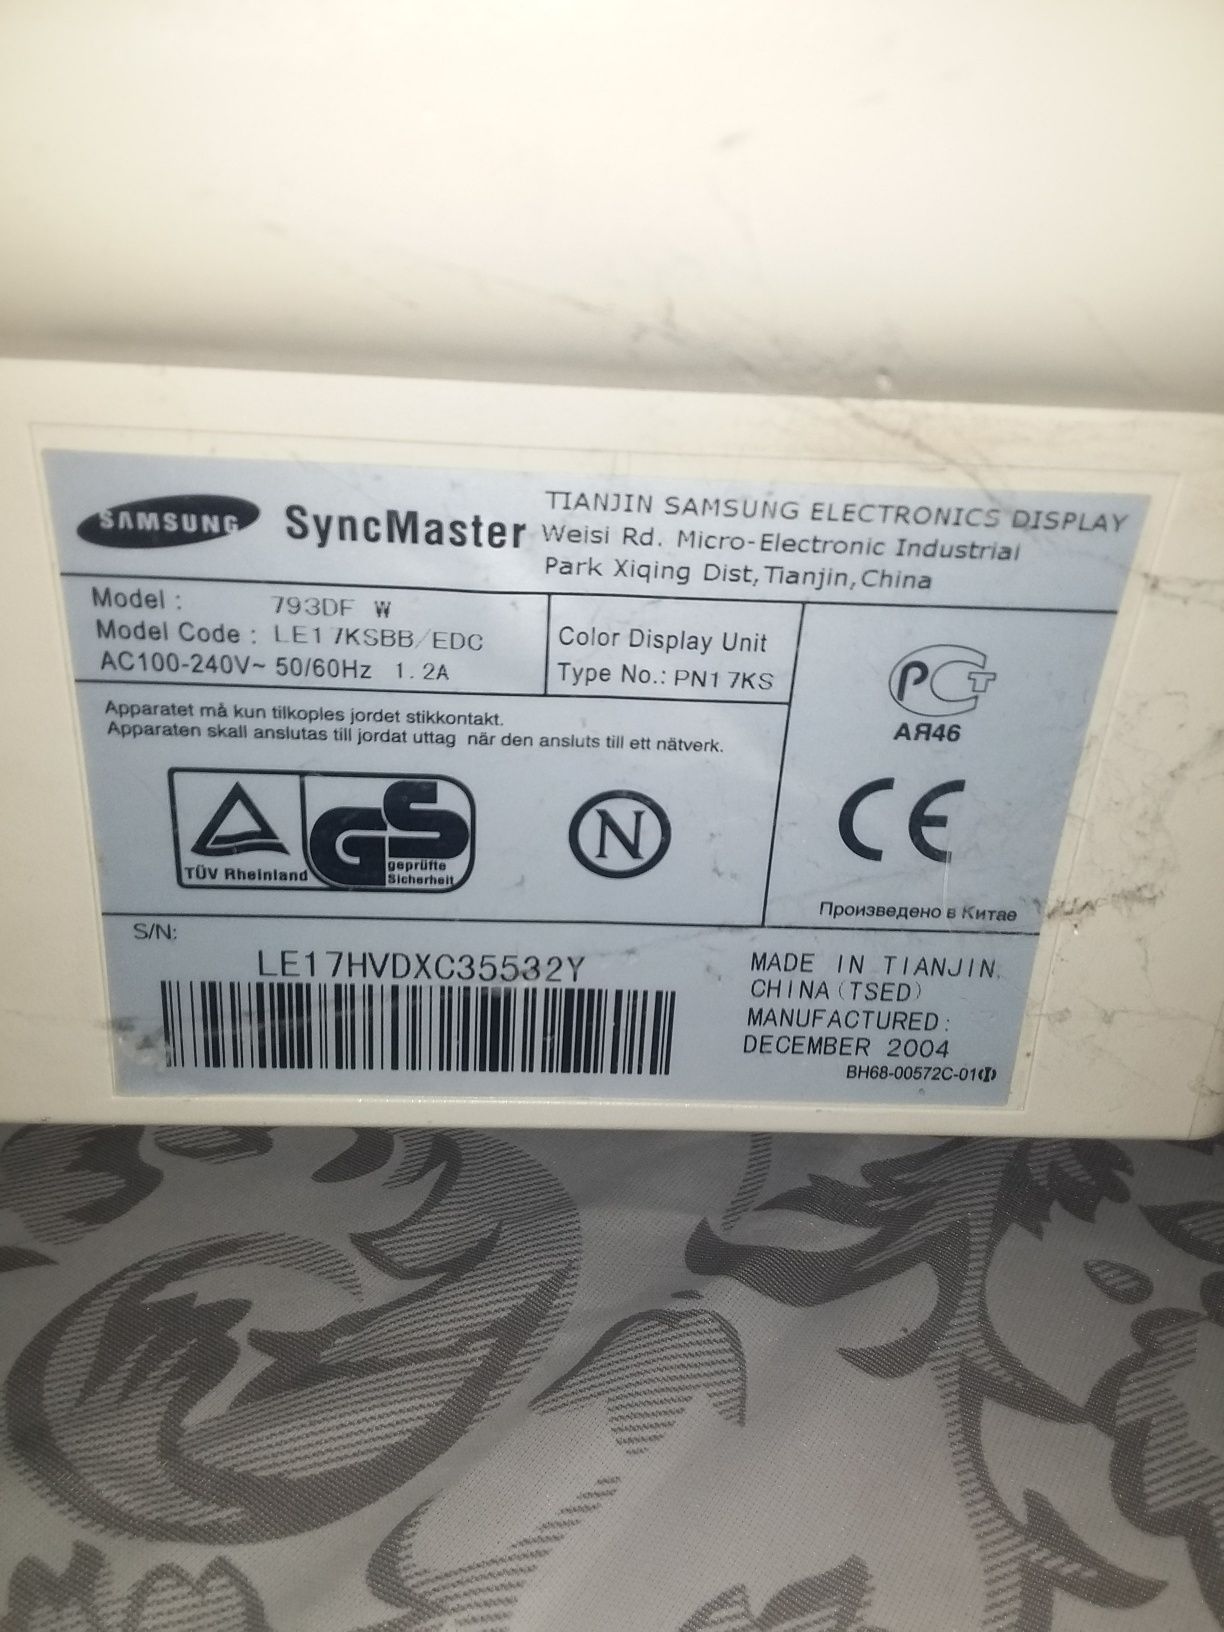 SAMSUNG SyncMaster
TIANJIN SAMSUNG ELECTRONICS DISPLAY
Weisi Rd. Micro-Electronic Industrial
Park Xiqing Dist, Tianjin, China
Model : 793DF W
Model Code : LE17KSBB/EDC
AC100-240V~ 50/60Hz 1.2A
Color Display Unit
Type No.: PN17KS
Apparatet må kun tilkoples jordet stikkontakt.
Apparaten skall anslutas till jordat uttag när den ansluts till ett nätverk.
TÜV Rheinland
GS
geprüfte
Sicherheit
N
PCT
АЯ46
CE
Произведено в Китае
S/N:
LE17HVDXC35532Y
MADE IN TIANJIN,
CHINA (TSED)
MANUFACTURED :
DECEMBER 2004
BH68-00572C-01